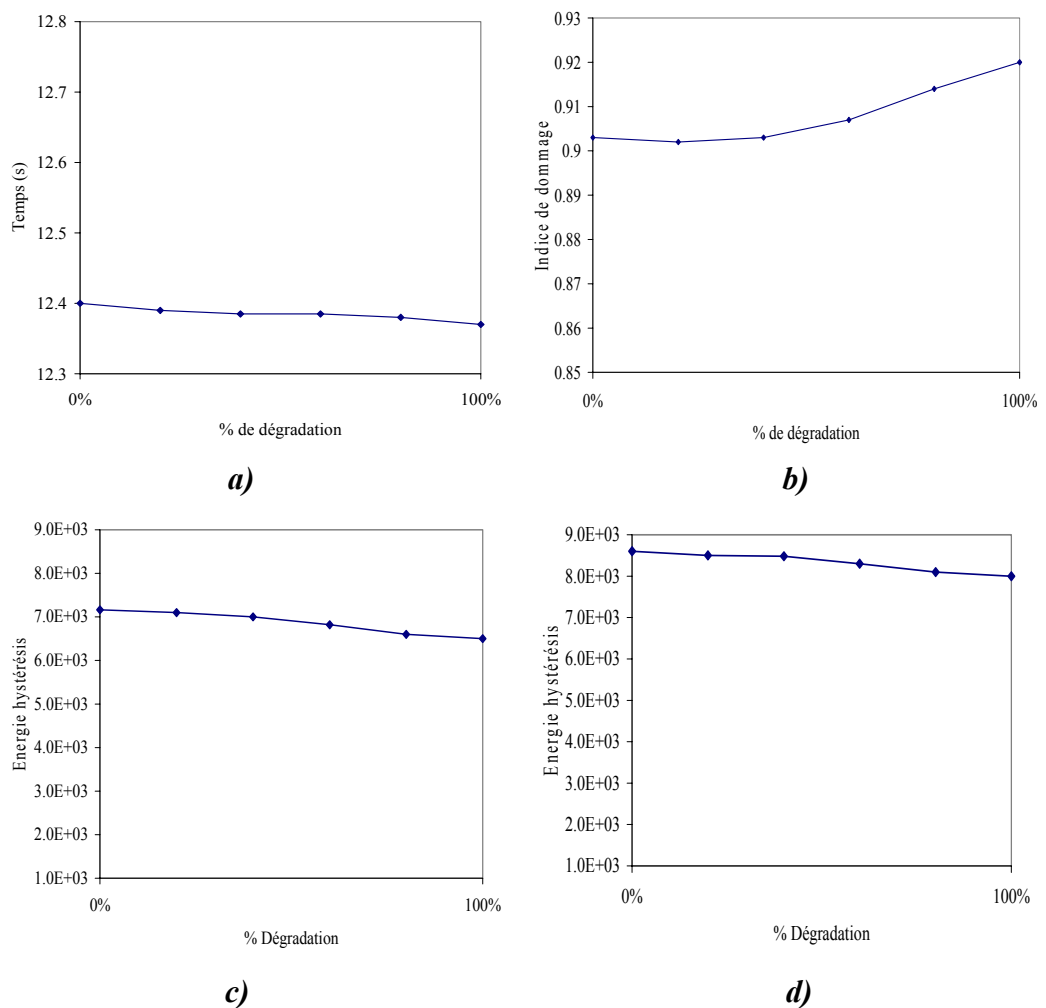 12.8
12.7
12.6
12.5
12.4
12.3
Temps (s)
0%
100%
% de dégradation
a)
0.93
0.92
0.91
0.9
0.89
0.88
0.87
0.86
0.85
Indice de dommage
0%
100%
% de dégradation
b)
9.0E+03
8.0E+03
7.0E+03
6.0E+03
5.0E+03
4.0E+03
3.0E+03
2.0E+03
1.0E+03
Energie hystérésis
0%
100%
% Dégradation
c)
9.0E+03
8.0E+03
7.0E+03
6.0E+03
5.0E+03
4.0E+03
3.0E+03
2.0E+03
1.0E+03
Energie hystérésis
0%
100%
% Dégradation
d)